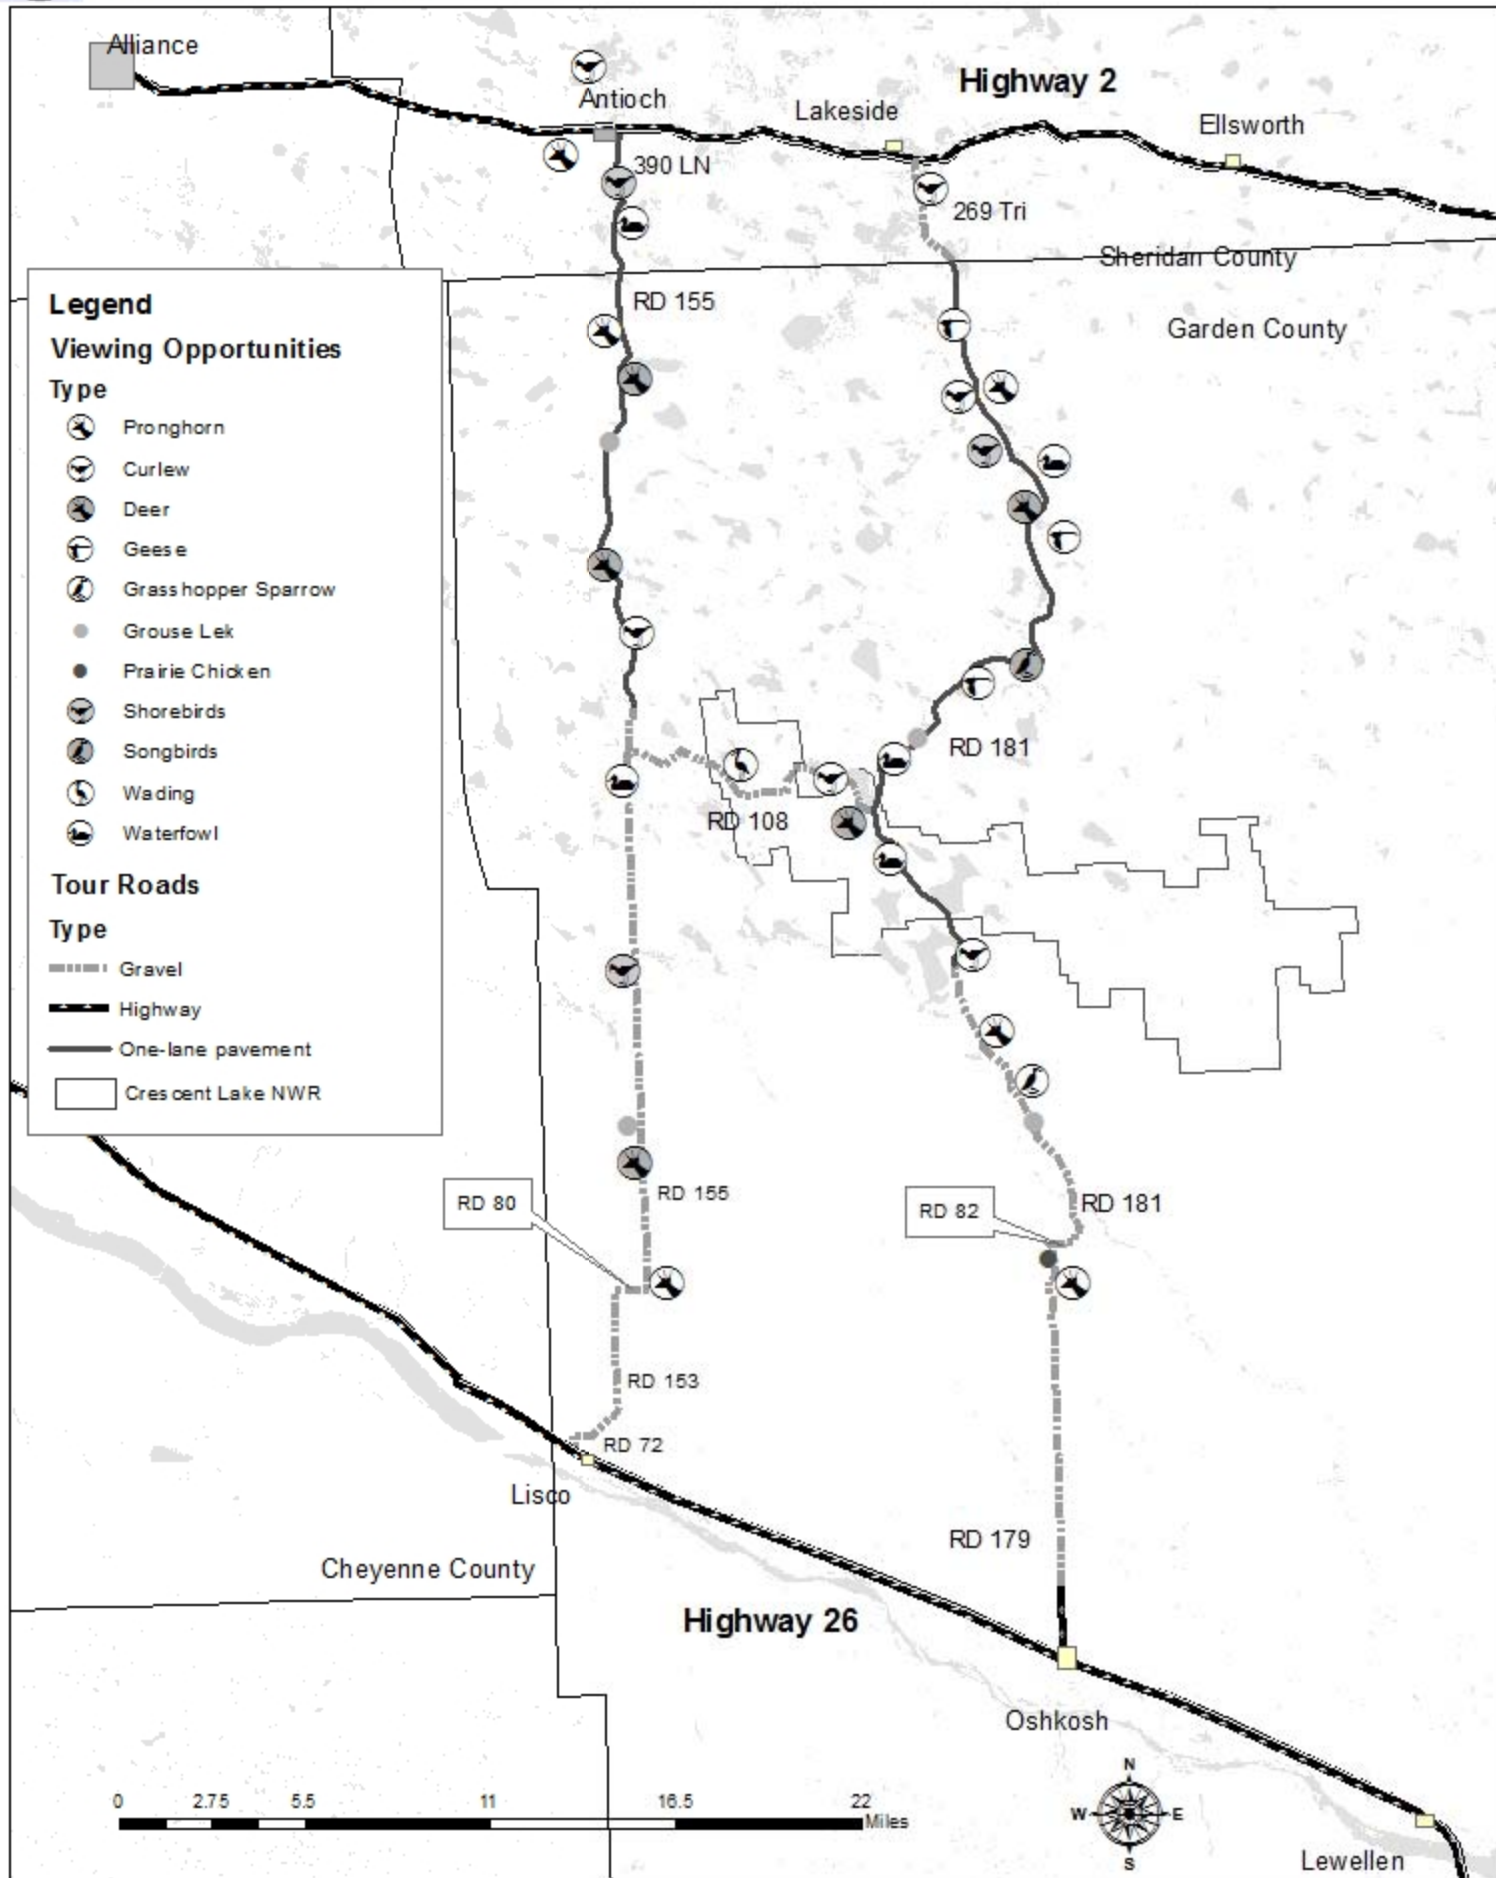 Alliance
Antioch
Highway 2
Lakeside
Ellsworth
390 LN
269 Tri
Sheridan County
Garden County
RD 155
Legend
Viewing Opportunities
Type
Pronghorn
Curlew
Deer
Geese
Grasshopper Sparrow
Grouse Lek
Prairie Chicken
Shorebirds
Songbirds
Wading
Waterfowl
Tour Roads
Type
Gravel
Highway
One-lane pavement
Crescent Lake NWR
RD 181
RD 108
RD 80
RD 155
RD 82
RD 181
RD 153
RD 72
Lisco
RD 179
Cheyenne County
Highway 26
Oshkosh
0 2.75 5.5 11 16.5 22
Miles
N
W E
S
Lewellen